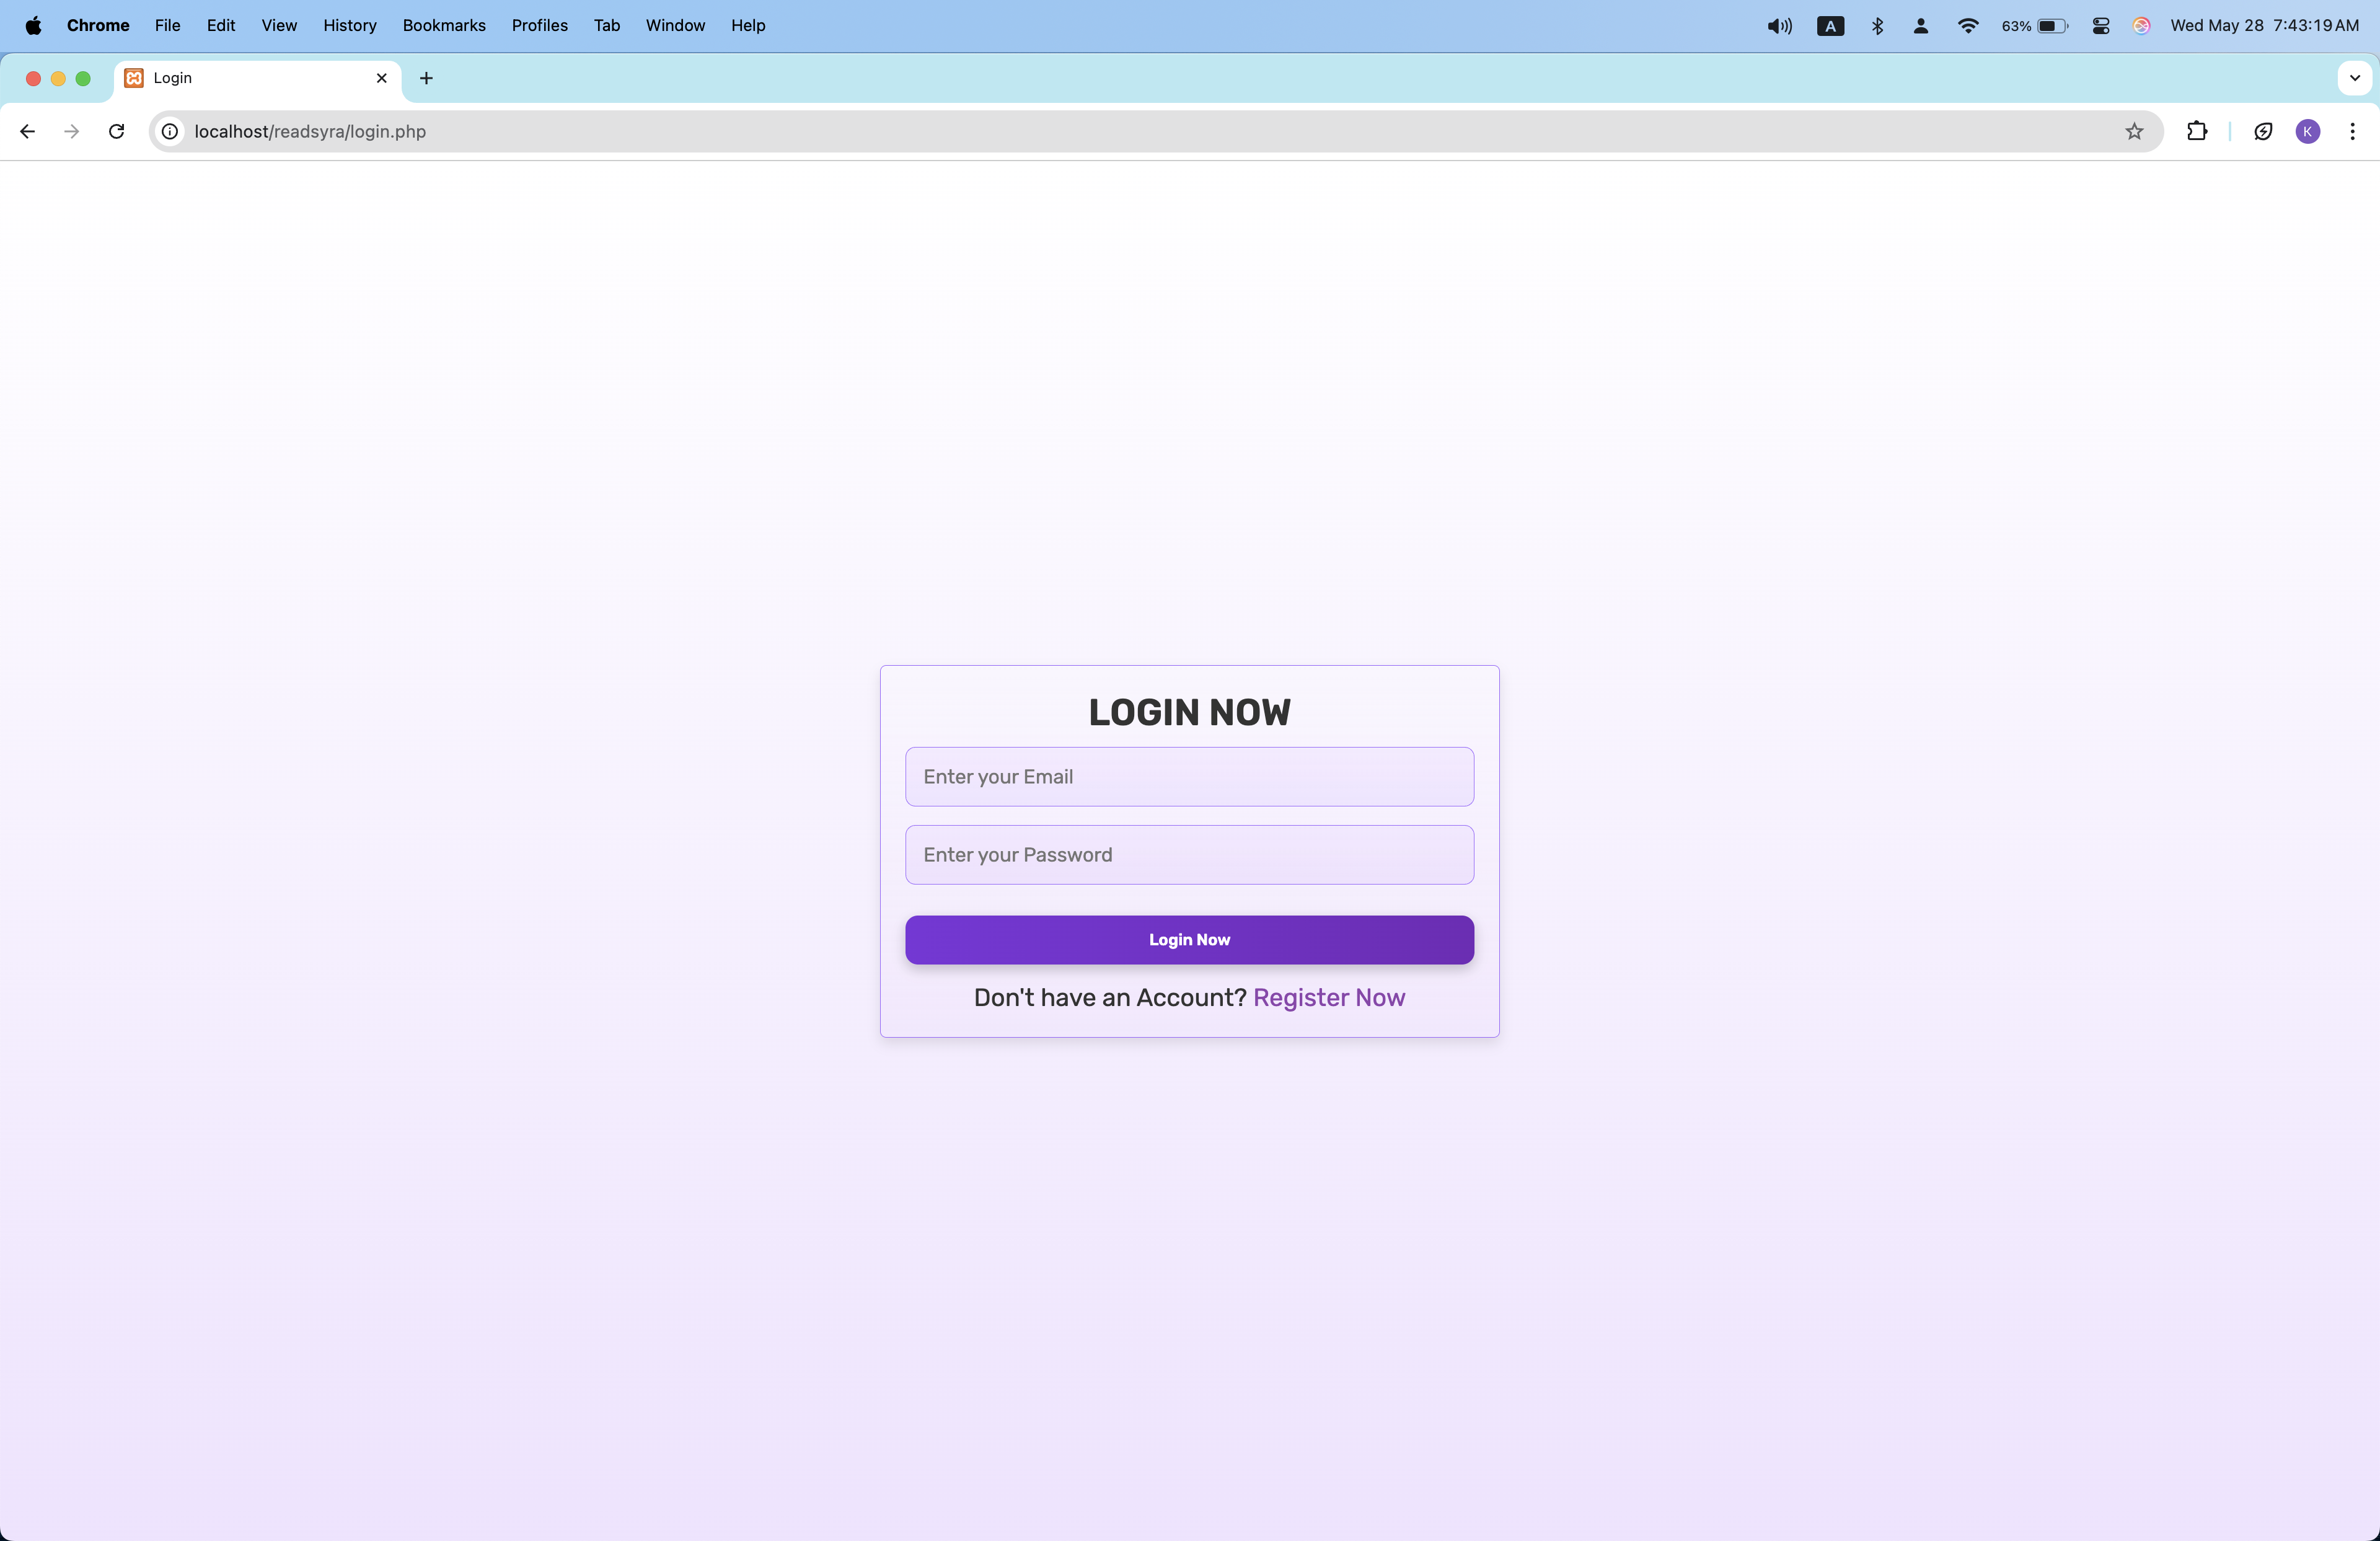 Chrome File Edit View History Bookmarks Profiles Tab Window Help A 63% Wed May 28 7:43:19 AM
Login
localhost/readsyra/login.php K
LOGIN NOW
Enter your Email
Enter your Password
Login Now
Don't have an Account? Register Now